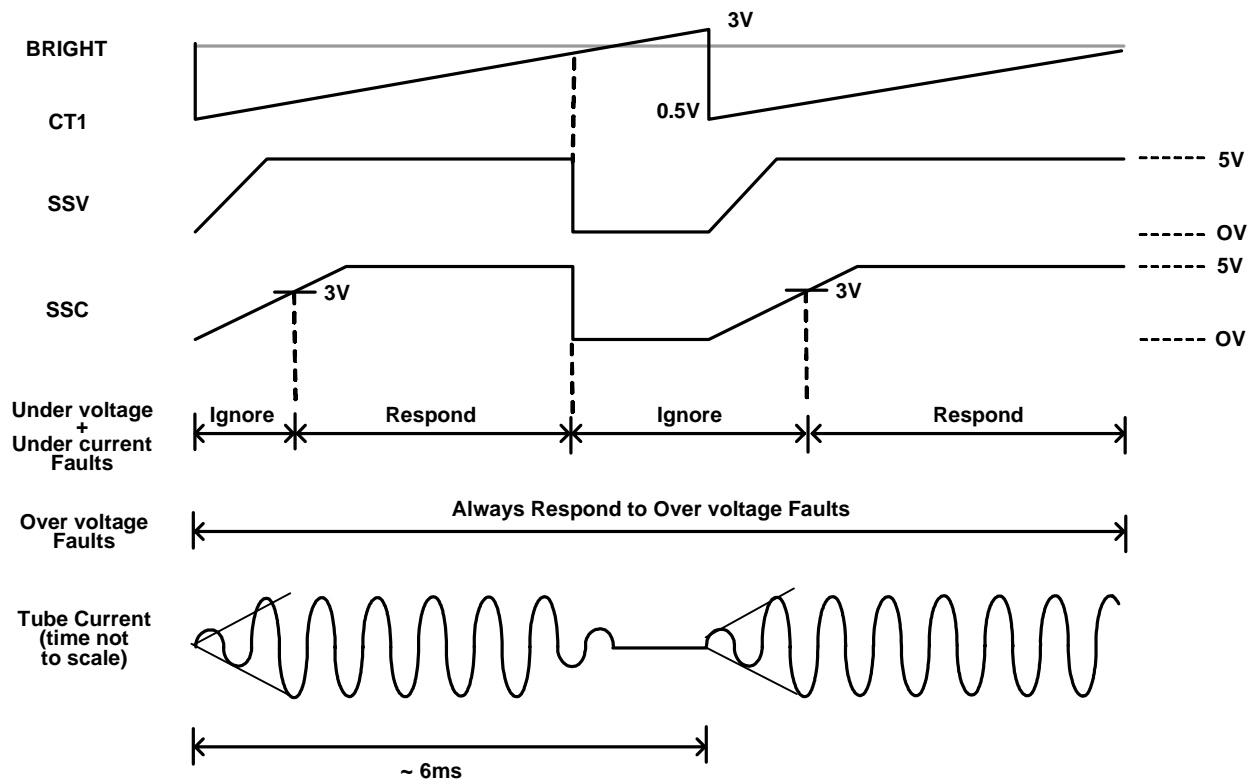 3V
BRIGHT
0.5V
CT1
5V
SSV
OV
5V
3V
3V
SSC
OV
Under voltage
+
Under current
Faults
Ignore
Respond
Ignore
Respond
Over voltage
Faults
Always Respond to Over voltage Faults
Tube Current
(time not
to scale)
~ 6ms